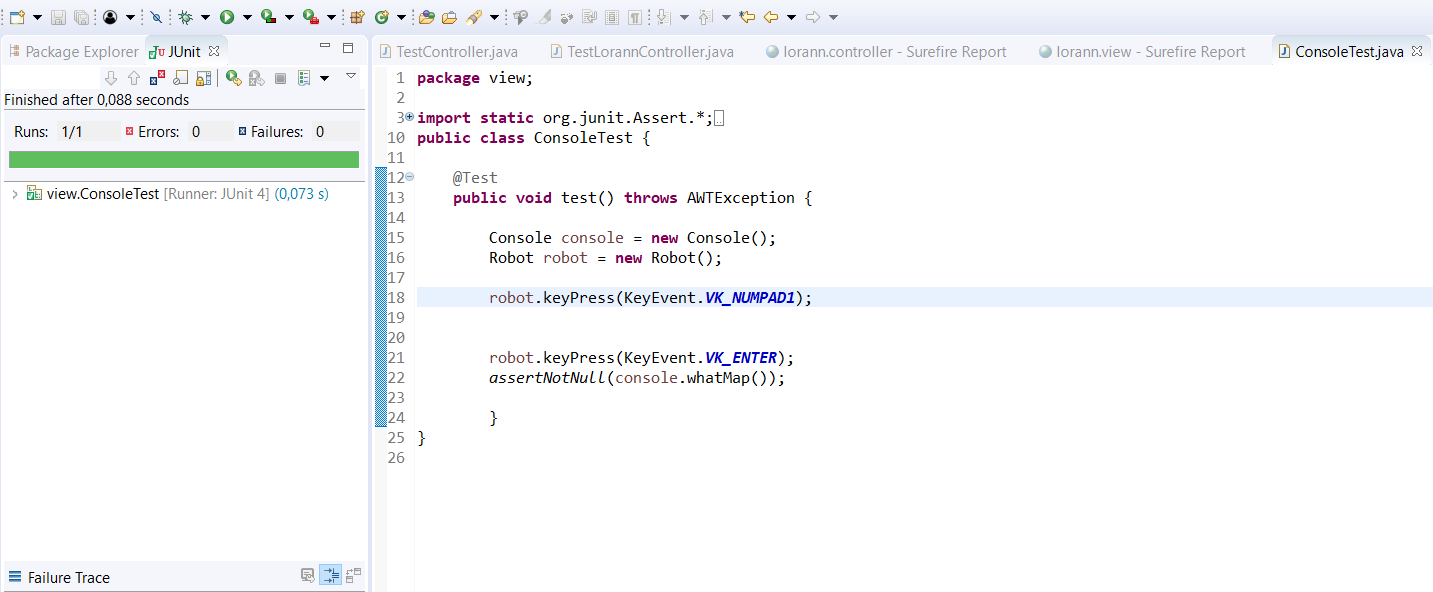 Package Explorer
JUnit
Finished after 0,088 seconds
Runs: 1/1 Errors: 0 Failures: 0
view.ConsoleTest [Runner: JUnit 4] (0,073 s)
Failure Trace
TestController.java
TestLorannController.java
lorann.controller - Surefire Report
lorann.view - Surefire Report
ConsoleTest.java
1 package view;
2
3 import static org.junit.Assert.*;
10 public class ConsoleTest {
11
12 @Test
13 public void test() throws AWTException {
14
15 Console console = new Console();
16 Robot robot = new Robot();
17
18 robot.keyPress(KeyEvent.VK_NUMPAD1);
19
20
21 robot.keyPress(KeyEvent.VK_ENTER);
22 assertNotNull(console.whatMap());
23
24 }
25 }
26